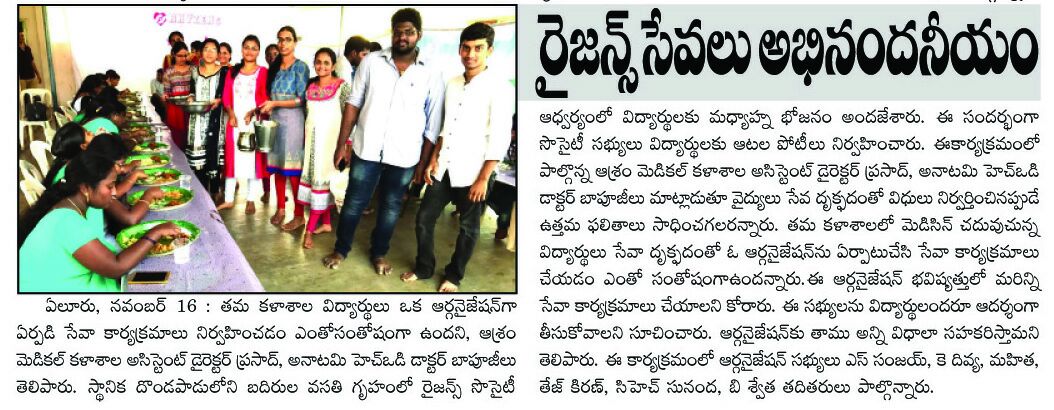 రైజన్స్ సేవలు అభినందనీయం
ఏలూరు, నవంబర్ 16 : తమ కళాశాల విద్యార్థులు ఒక ఆర్గనైజేషన్‌గా
ఏర్పడి సేవా కార్యక్రమాలు నిర్వహించడం ఎంతోసంతోషంగా ఉందని, ఆశ్రం
మెడికల్ కళాశాల అసిస్టెంట్ డైరెక్టర్ ప్రసాద్, అనాటమి హెచ్ఒడి డాక్టర్ బాపూజీలు
తెలిపారు. స్థానిక దొండపాడులోని బదిరుల వసతి గృహంలో రైజన్స్ సొసైటీ
ఆధ్వర్యంలో విద్యార్థులకు మధ్యాహ్న భోజనం అందజేశారు. ఈ సందర్భంగా
సొసైటీ సభ్యులు విద్యార్థులకు ఆటల పోటీలు నిర్వహించారు. ఈకార్యక్రమంలో
పాల్గొన్న ఆశ్రం మెడికల్ కళాశాల అసిస్టెంట్ డైరెక్టర్ ప్రసాద్, అనాటమి హెచ్ఒడి
డాక్టర్ బాపూజీలు మాట్లాడుతూ వైద్యులు సేవ దృక్ఫదంతో విధులు నిర్వర్తించినప్పుడే
ఉత్తమ ఫలితాలు సాధించగలరన్నారు. తమ కళాశాలలో మెడిసిన్ చదువుచున్న
విద్యార్థులు సేవా దృక్ఫదంతో ఓ ఆర్గనైజేషన్‌ను ఏర్పాటుచేసి సేవా కార్యక్రమాలు
చేయడం ఎంతో సంతోషంగాఉందన్నారు. ఈ ఆర్గనైజేషన్ భవిష్యత్తులో మరిన్ని
సేవా కార్యక్రమాలు చేయాలని కోరారు. ఈ సభ్యులను విద్యార్థులందరూ ఆదర్శంగా
తీసుకోవాలని సూచించారు. ఆర్గనైజేషన్‌కు తాము అన్ని విధాలా సహకరిస్తామని
తెలిపారు. ఈ కార్యక్రమంలో ఆర్గనైజేషన్ సభ్యులు ఎస్ సంజయ్, కె దివ్య, మహిత,
తేజ్ కిరణ్, సిహెచ్ సునంద, బి శ్వేత తదితరులు పాల్గొన్నారు.